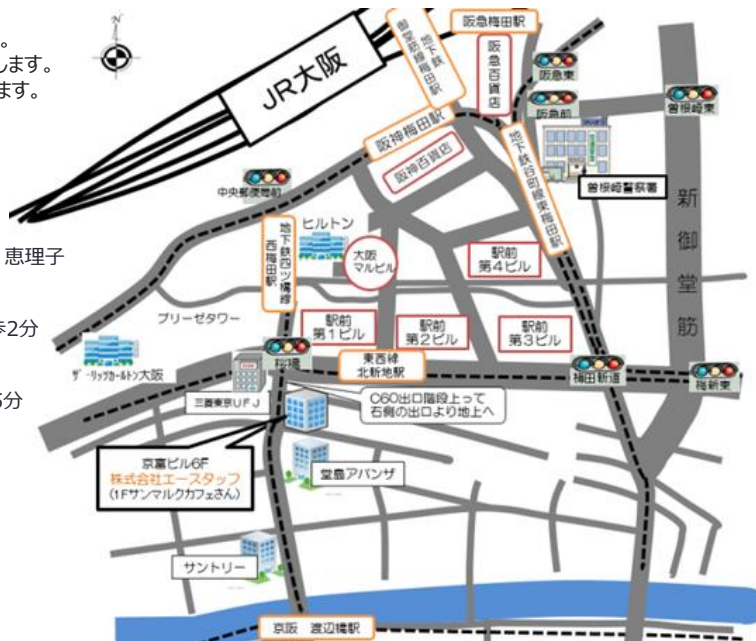 N
。
します。
ます。
恵理子
歩2分
5分
JR大阪
地下鉄
御堂筋線梅田駅
阪急梅田駅
阪急百貨店
阪急東
阪急前
曽根崎東
阪神梅田駅
阪神百貨店
地下鉄谷町線東梅田駅
曽根崎警察署
新御堂筋
中央郵便局前
地下鉄四ツ橋線
西梅田駅
ヒルトン
大阪
マルビル
駅前
第4ビル
ブリーゼタワー
駅前
第1ビル
駅前
第2ビル
駅前
第3ビル
ザ・リッツカールトン大阪
桜橋
東西線
北新地駅
梅田新道
梅新東
三菱東京UFJ
C60出口階段上って
右側の出口より地上へ
京富ビル6F
株式会社エースタッフ
(1Fサンマルクカフェさん)
堂島アバンザ
サントリー
京阪 渡辺橋駅